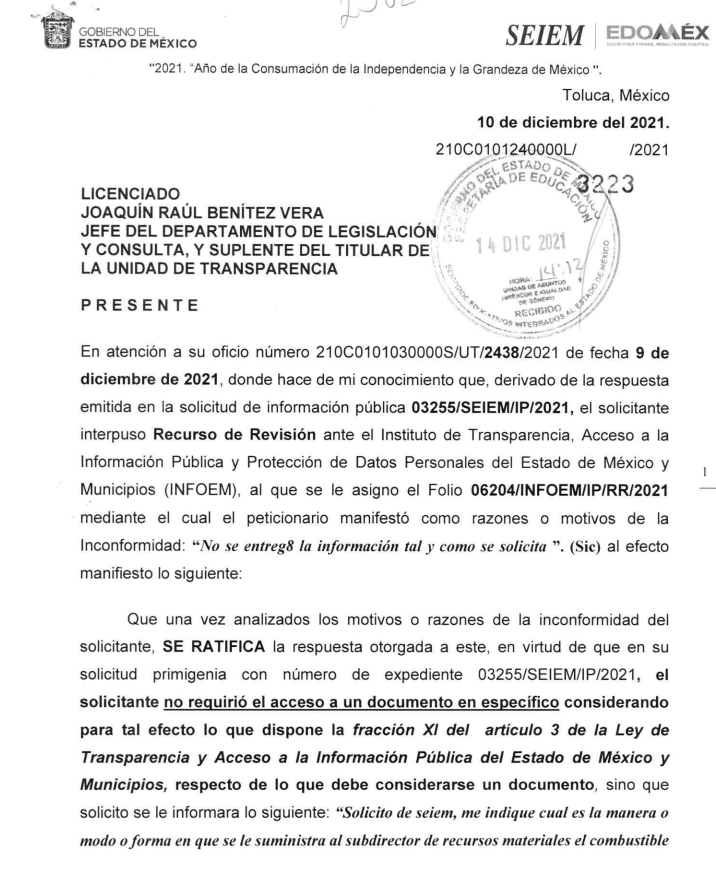 GOBIERNO DEL
ESTADO DE MÉXICO
SEIEM
EDOMÉX
"2021. “Año de la Consumación de la Independencia y la Grandeza de México ".
Toluca, México
10 de diciembre del 2021.
210C0101240000L/ /2021
3223
GOBIERNO DEL ESTADO DE MÉXICO
SECRETARÍA DE EDUCACIÓN
14 DIC 2021
HORA: 14:12
UNIDAD DE ASUNTOS
JURÍDICOS E IGUALDAD
DE GÉNERO
RECIBIDO
SERVICIOS EDUCATIVOS INTEGRADOS AL ESTADO DE MÉXICO
LICENCIADO
JOAQUÍN RAÚL BENÍTEZ VERA
JEFE DEL DEPARTAMENTO DE LEGISLACIÓN
Y CONSULTA, Y SUPLENTE DEL TITULAR DE
LA UNIDAD DE TRANSPARENCIA
P R E S E N T E
En atención a su oficio número 210C0101030000S/UT/2438/2021 de fecha 9 de
diciembre de 2021, donde hace de mi conocimiento que, derivado de la respuesta
emitida en la solicitud de información pública 03255/SEIEM/IP/2021, el solicitante
interpuso Recurso de Revisión ante el Instituto de Transparencia, Acceso a la
Información Pública y Protección de Datos Personales del Estado de México y
Municipios (INFOEM), al que se le asigno el Folio 06204/INFOEM/IP/RR/2021
mediante el cual el peticionario manifestó como razones o motivos de la
Inconformidad: “No se entreg8 la información tal y como se solicita ”. (Sic) al efecto
manifiesto lo siguiente:
1
Que una vez analizados los motivos o razones de la inconformidad del
solicitante, SE RATIFICA la respuesta otorgada a este, en virtud de que en su
solicitud primigenia con número de expediente 03255/SEIEM/IP/2021, el
solicitante no requirió el acceso a un documento en específico considerando
para tal efecto lo que dispone la fracción XI del artículo 3 de la Ley de
Transparencia y Acceso a la Información Pública del Estado de México y
Municipios, respecto de lo que debe considerarse un documento, sino que
solicito se le informara lo siguiente: “Solicito de seiem, me indique cual es la manera o
modo o forma en que se le suministra al subdirector de recursos materiales el combustible